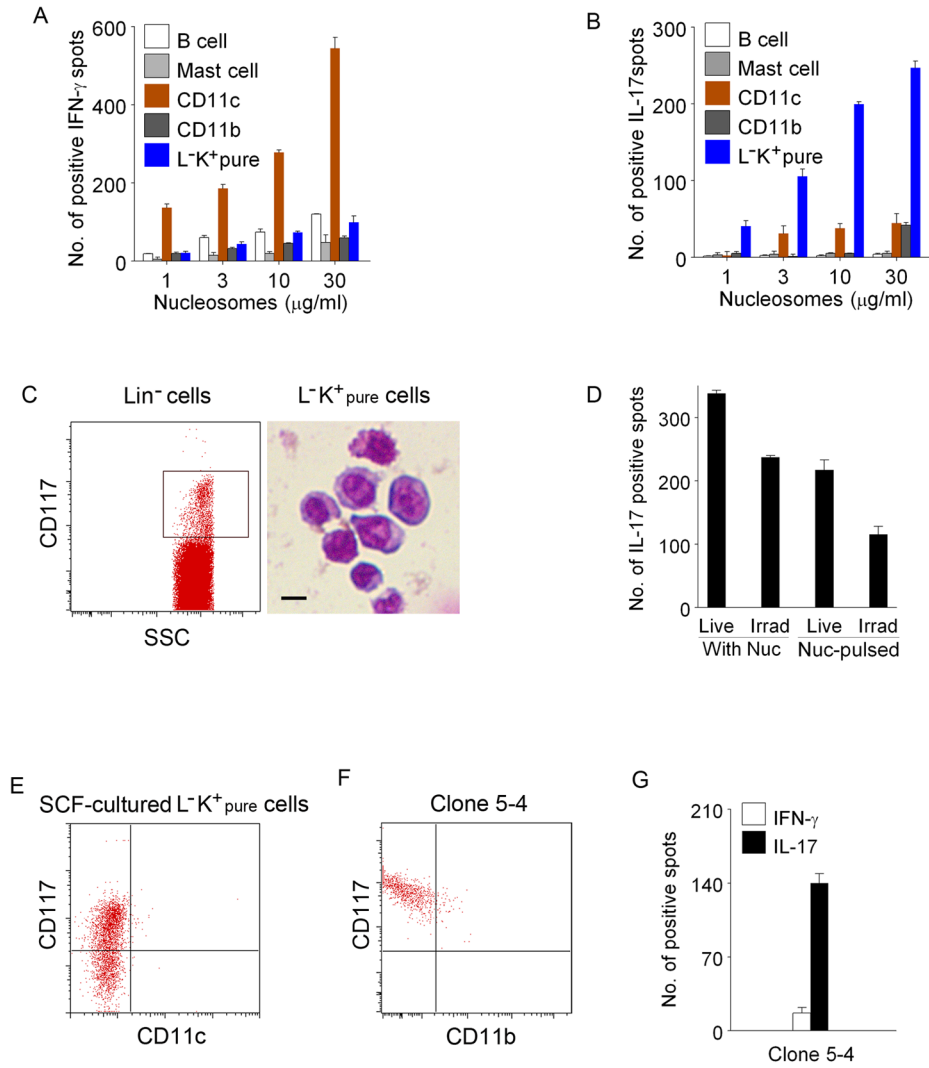 A
No. of positive IFN-γ spots
600
400
200
0
B cell
Mast cell
CD11c
CD11b
L⁻K⁺pure
1 3 10 30
Nucleosomes (μg/ml)
B
No. of positive IL-17spots
300
200
100
0
B cell
Mast cell
CD11c
CD11b
L⁻K⁺pure
1 3 10 30
Nucleosomes (μg/ml)
C
Lin⁻ cells
CD117
SSC
L⁻K⁺pure cells
D
No. of IL-17 positive spots
300
200
100
0
Live Irrad Live Irrad
With Nuc Nuc-pulsed
E
SCF-cultured L⁻K⁺pure cells
CD117
CD11c
F
Clone 5-4
CD117
CD11b
G
No. of positive spots
210
140
70
0
IFN-γ
IL-17
Clone 5-4